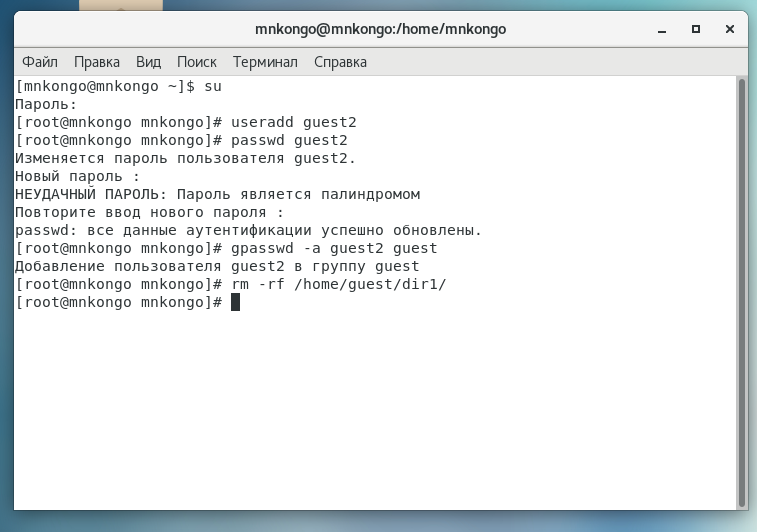 mnkongo@mnkongo:/home/mnkongo
Файл Правка Вид Поиск Терминал Справка
[mnkongo@mnkongo ~]$ su
Пароль:
[root@mnkongo mnkongo]# useradd guest2
[root@mnkongo mnkongo]# passwd guest2
Изменяется пароль пользователя guest2.
Новый пароль :
НЕУДАЧНЫЙ ПАРОЛЬ: Пароль является палиндромом
Повторите ввод нового пароля :
passwd: все данные аутентификации успешно обновлены.
[root@mnkongo mnkongo]# gpasswd -a guest2 guest
Добавление пользователя guest2 в группу guest
[root@mnkongo mnkongo]# rm -rf /home/guest/dir1/
[root@mnkongo mnkongo]#